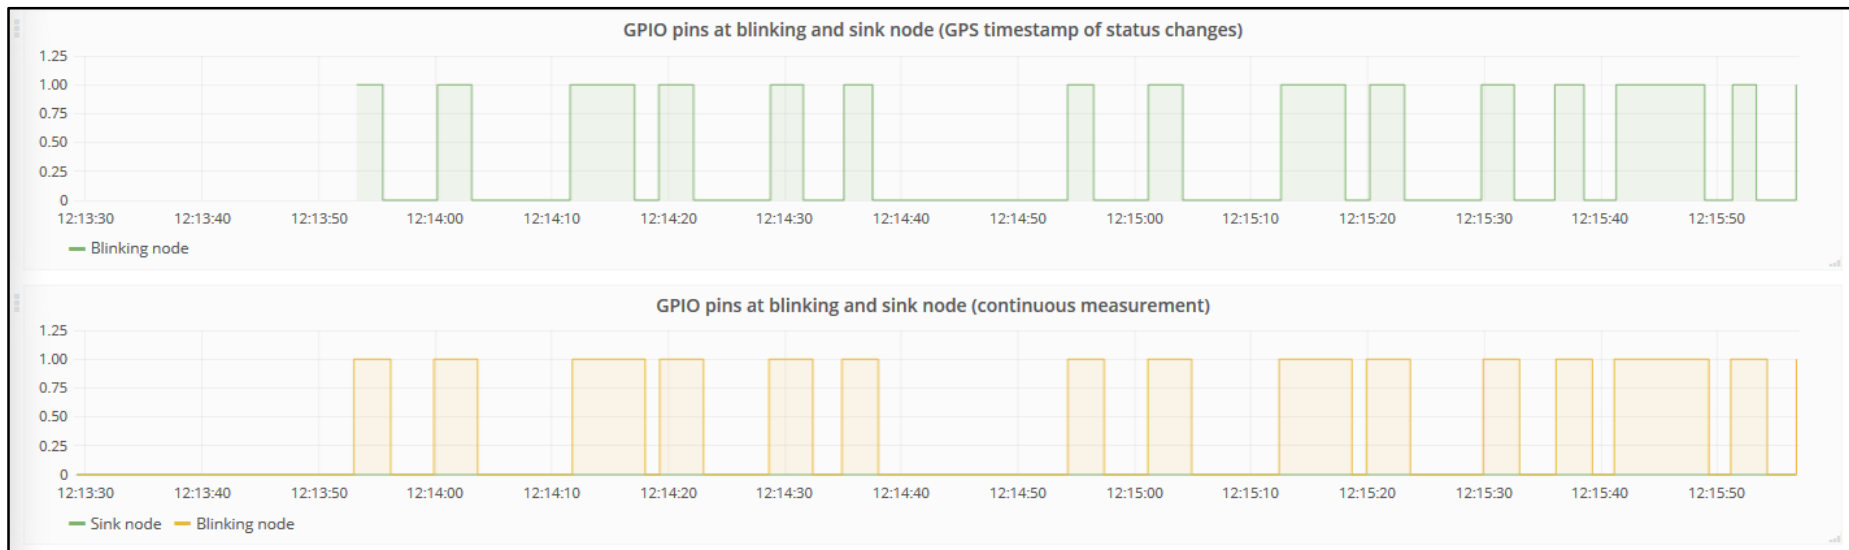 GPIO pins at blinking and sink node (GPS timestamp of status changes)
1.25
1.00
0.75
0.50
0.25
0
12:13:30 12:13:40 12:13:50 12:14:00 12:14:10 12:14:20 12:14:30 12:14:40 12:14:50 12:15:00 12:15:10 12:15:20 12:15:30 12:15:40 12:15:50
Blinking node
GPIO pins at blinking and sink node (continuous measurement)
1.25
1.00
0.75
0.50
0.25
0
12:13:30 12:13:40 12:13:50 12:14:00 12:14:10 12:14:20 12:14:30 12:14:40 12:14:50 12:15:00 12:15:10 12:15:20 12:15:30 12:15:40 12:15:50
Sink node Blinking node